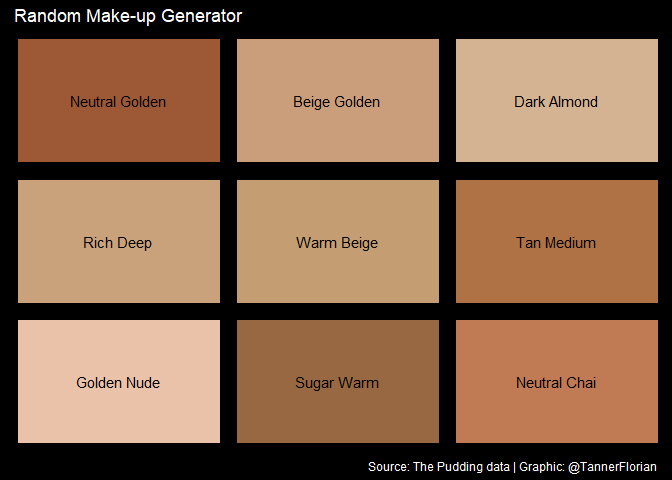 Random Make-up Generator
Neutral Golden
Beige Golden
Dark Almond
Rich Deep
Warm Beige
Tan Medium
Golden Nude
Sugar Warm
Neutral Chai
Source: The Pudding data | Graphic: @TannerFlorian